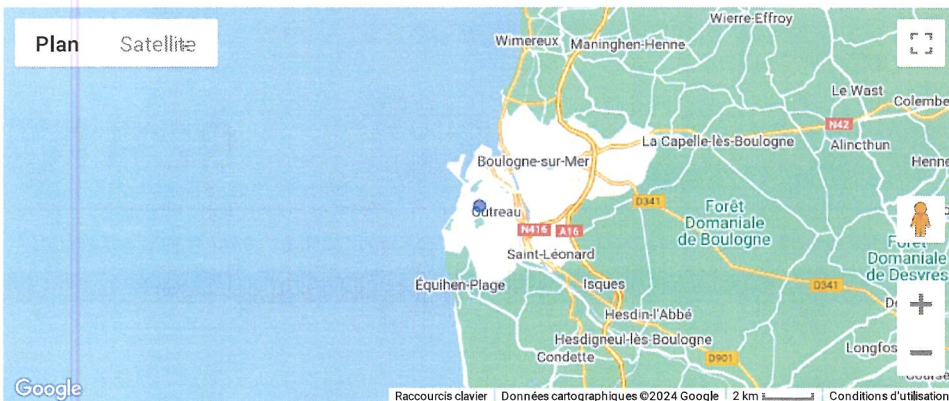 Plan Satellite
Wierre-Effroy
Wimereux Maninghen-Henne
Le Wast
Colembe
N42
La Capelle-lès-Boulogne
Alincthun
Boulogne-sur-Mer
Henne
D341
Outreau
Forêt
Domaniale
de Boulogne
N416 A16
Saint-Léonard
Forêt
Domaniale
de Desvres
Équihen-Plage
Isques
D341
Hesdin-l'Abbé
Hesdigneul-lès-Boulogne
Longfos
Condette
D901
Google
Raccourcis clavier Données cartographiques ©2024 Google 2 km Conditions d'utilisation